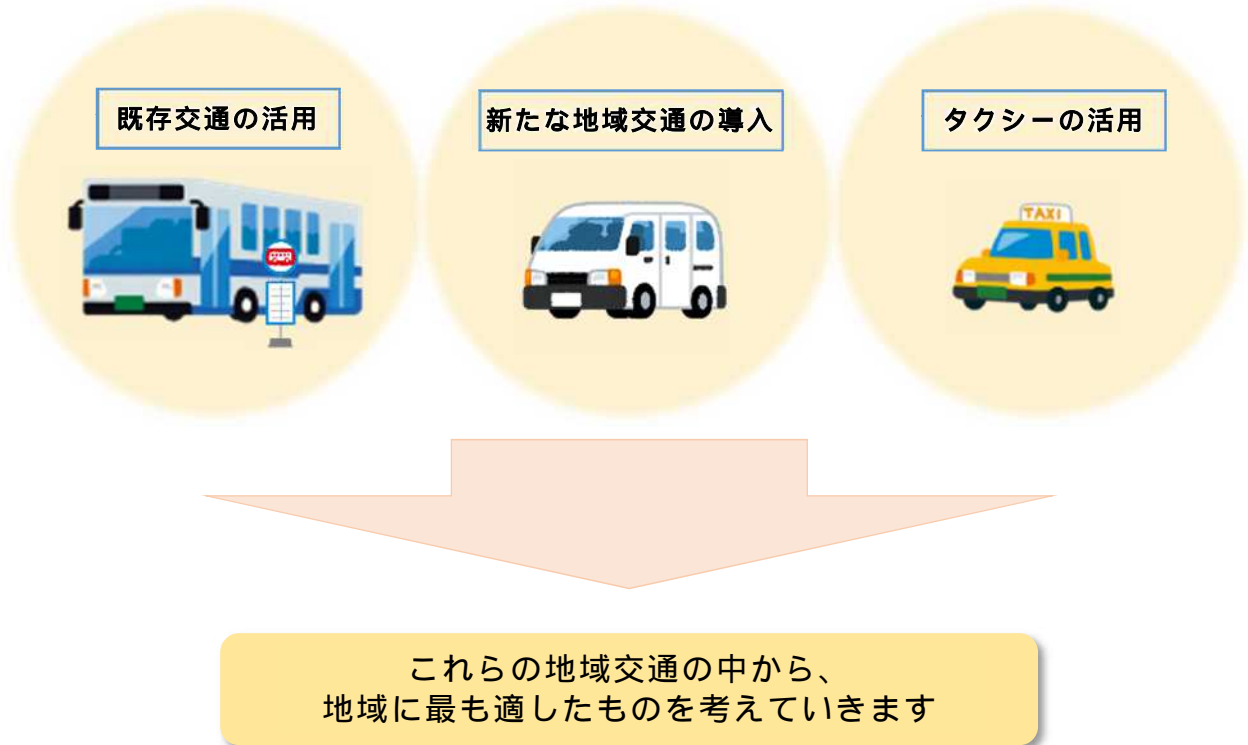 既存交通の活用
新たな地域交通の導入
タクシーの活用
TAXI
これらの地域交通の中から、
地域に最も適したものを考えていきます